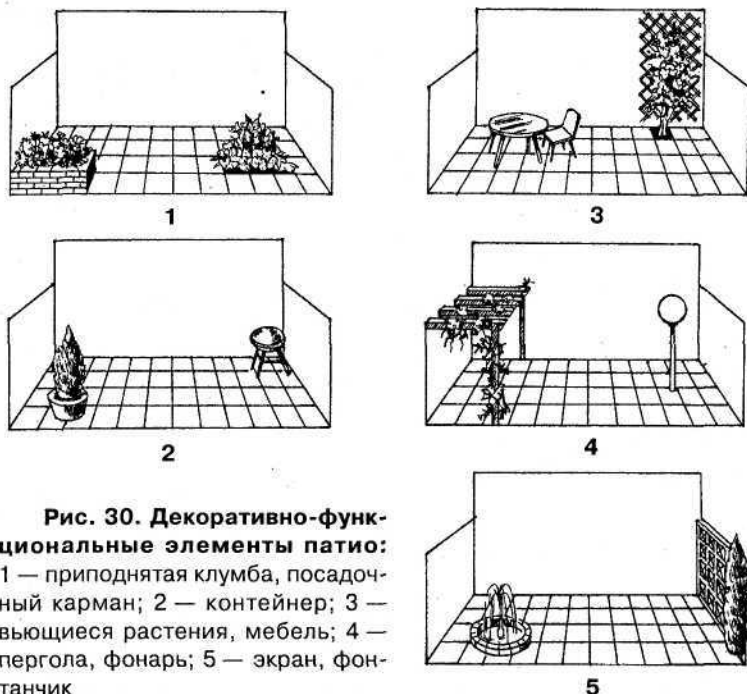 1
3
2
4
Рис. 30. Декоративно-функ-
циональные элементы патио:
1 — приподнятая клумба, посадоч-
ный карман; 2 — контейнер; 3 —
вьющиеся растения, мебель; 4 —
пергола, фонарь; 5 — экран, фон-
танчик
5